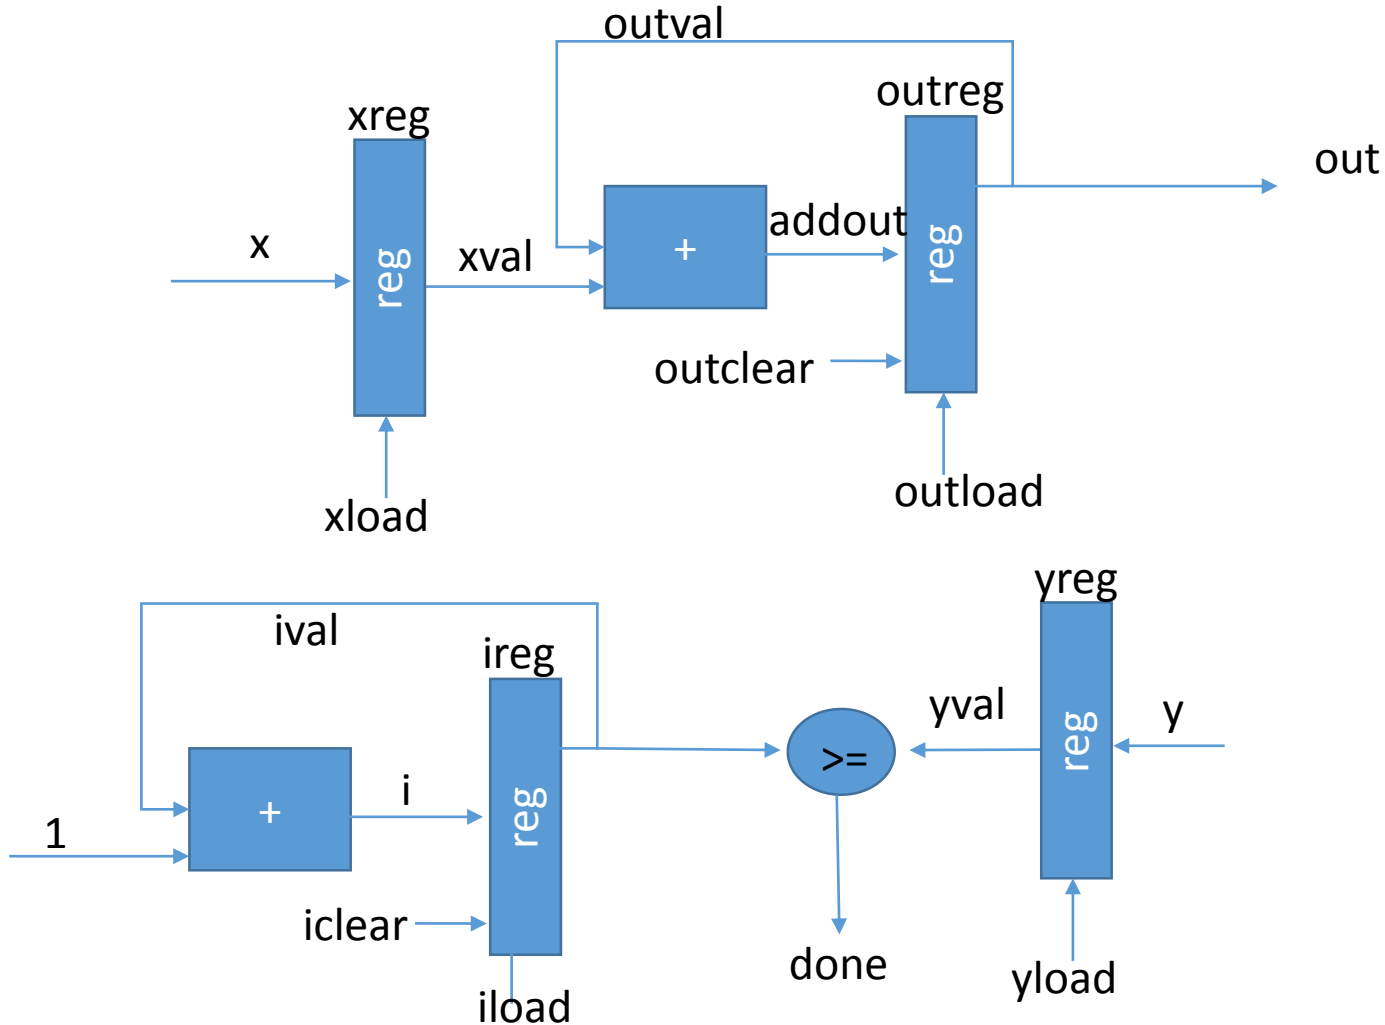 outval
outreg
xreg
out
x
reg
xval
+
addout
reg
outclear
outload
xload
yreg
ival
ireg
yval
y
>=
reg
i
reg
+
1
iclear
done
yload
iload